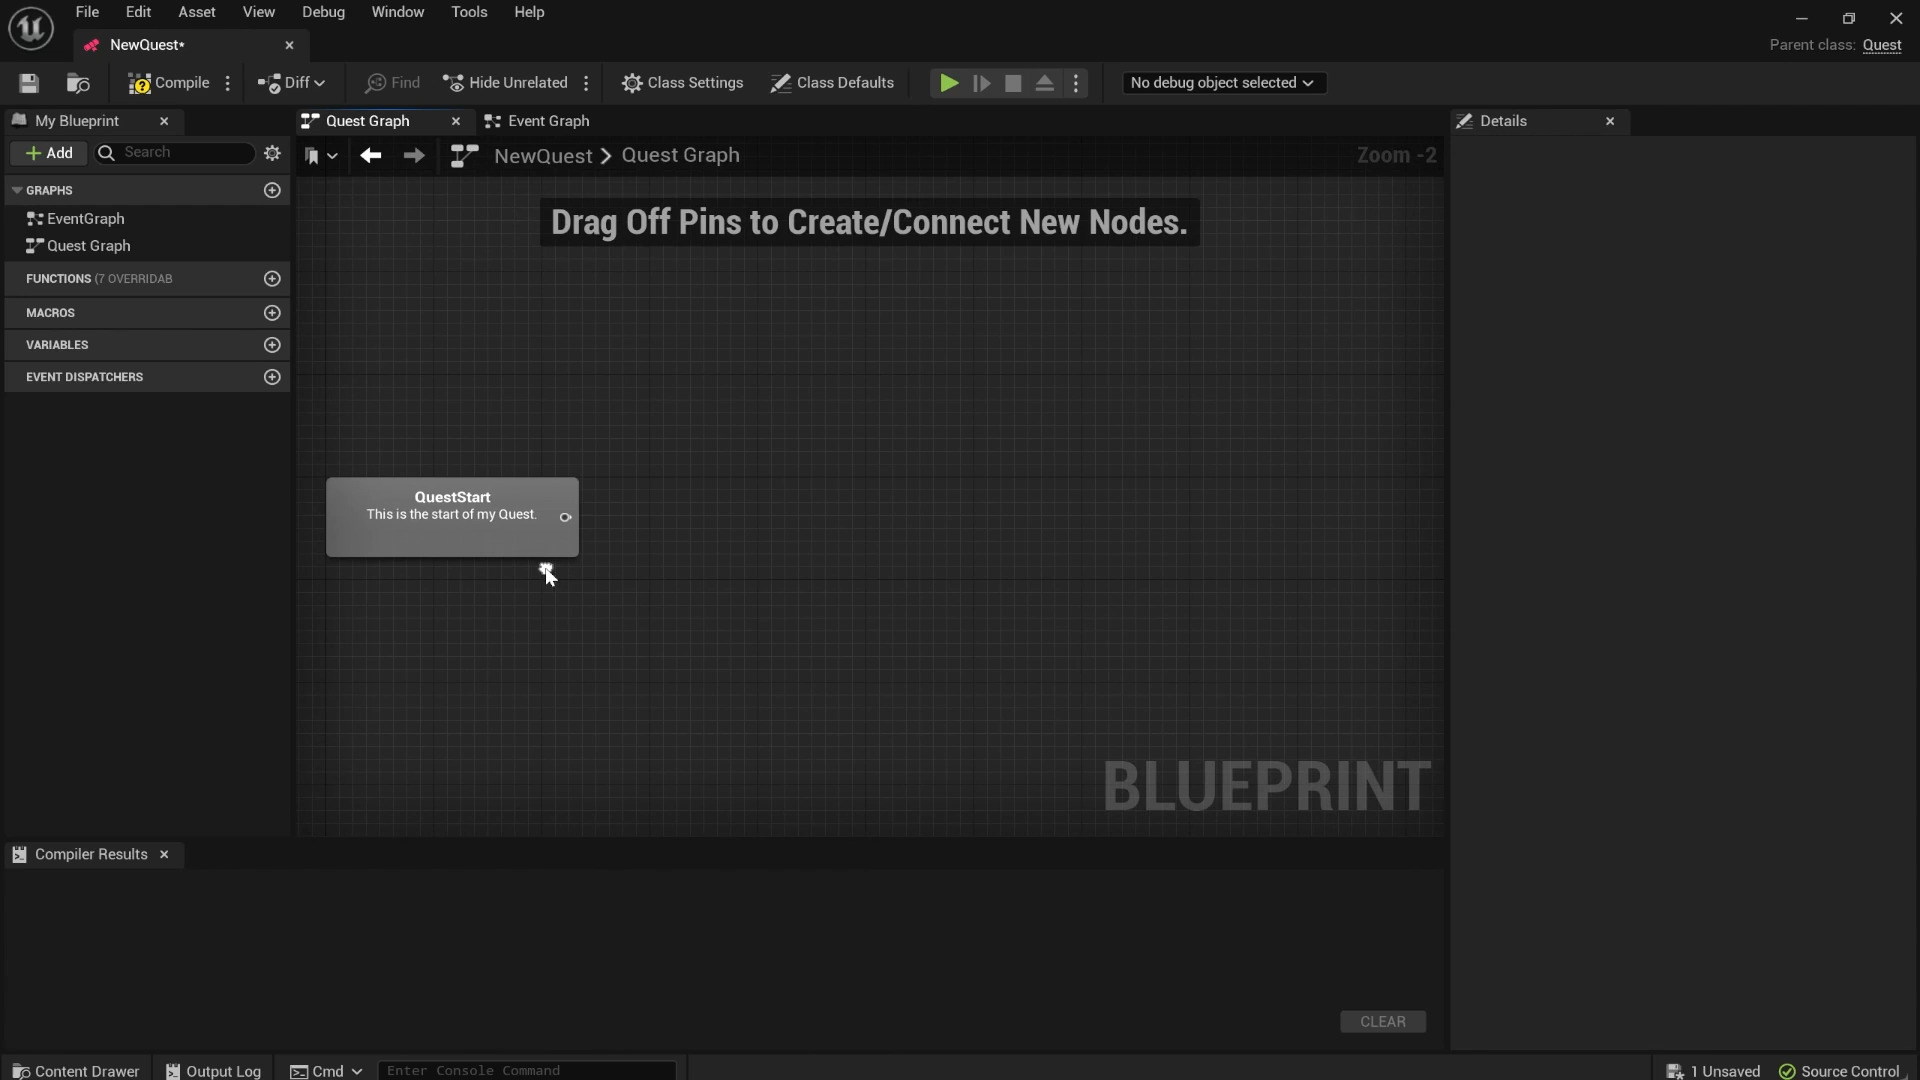 File Edit Asset View Debug Window Tools Help
NewQuest*
Parent class: Quest
Compile Diff Find Hide Unrelated Class Settings Class Defaults No debug object selected
My Blueprint Quest Graph Event Graph Details
Add Search NewQuest > Quest Graph Zoom -2
GRAPHS
EventGraph
Quest Graph
FUNCTIONS (7 OVERRIDAB
MACROS
VARIABLES
EVENT DISPATCHERS
Drag Off Pins to Create/Connect New Nodes.
QuestStart
This is the start of my Quest.
BLUEPRINT
Compiler Results
CLEAR
Content Drawer Output Log Cmd Enter Console Command 1 Unsaved Source Control